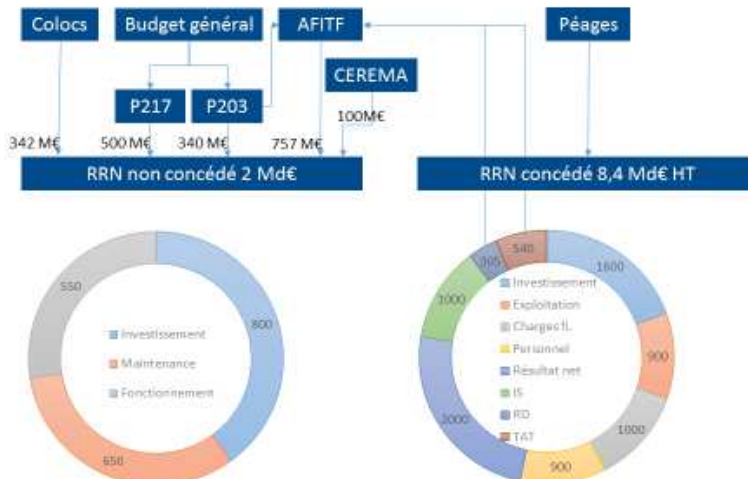 Colocs
Budget général
AFITF
Péages
CEREMA
P217
P203
100M€
342 M€
500 M€
340 M€
757 M€
RRN non concédé 2 Md€
RRN concédé 8,4 Md€ HT
550
800
650
Investissement
Maintenance
Fonctionnement
305
540
1600
1000
900
2000
1000
900
Investissement
Exploitation
Charges fi.
Personnel
Résultat net
IS
RD
TAT